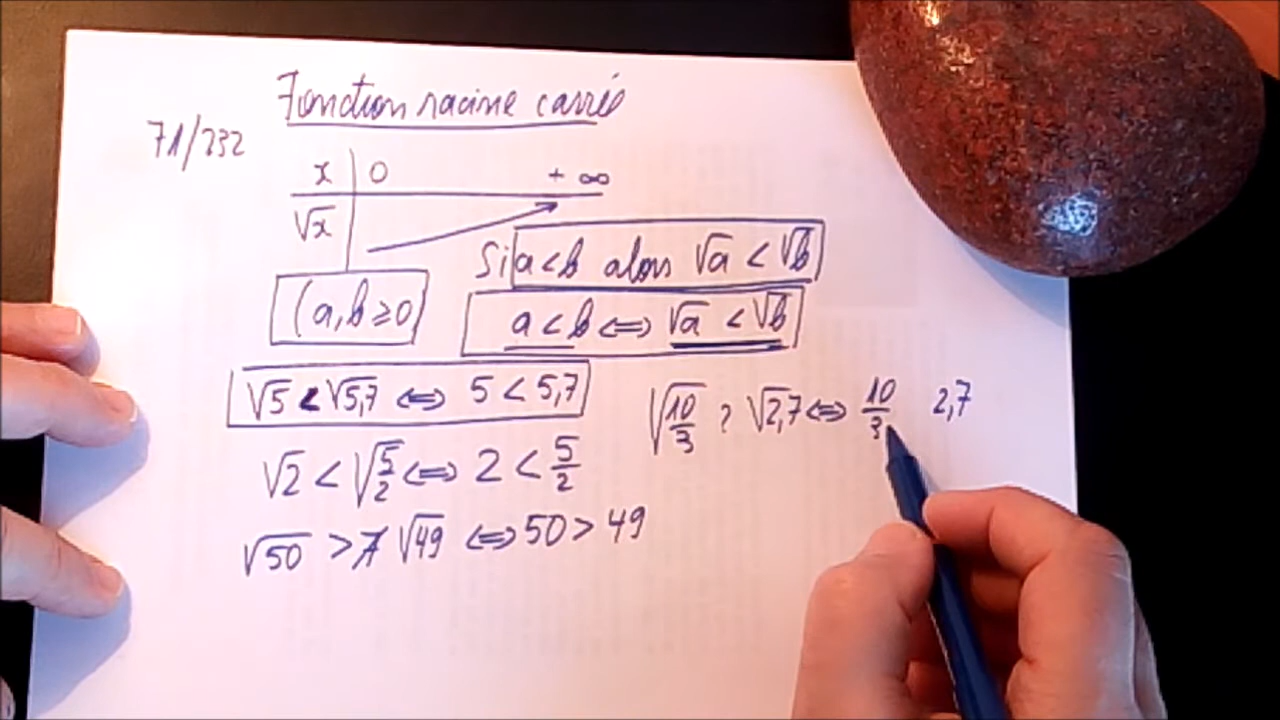 Fonction racine carrée
71/232
x 0 + ∞
√x
Si a < b alors √a < √b
(a, b ⩾ 0)
a < b ⟺ √a < √b
√5 < √5,7 ⟺ 5 < 5,7
√(10/3) ? √2,7 ⟺ 10/3 2,7
√2 < √(5/2) ⟺ 2 < 5/2
√50 > 7 √49 ⟺ 50 > 49